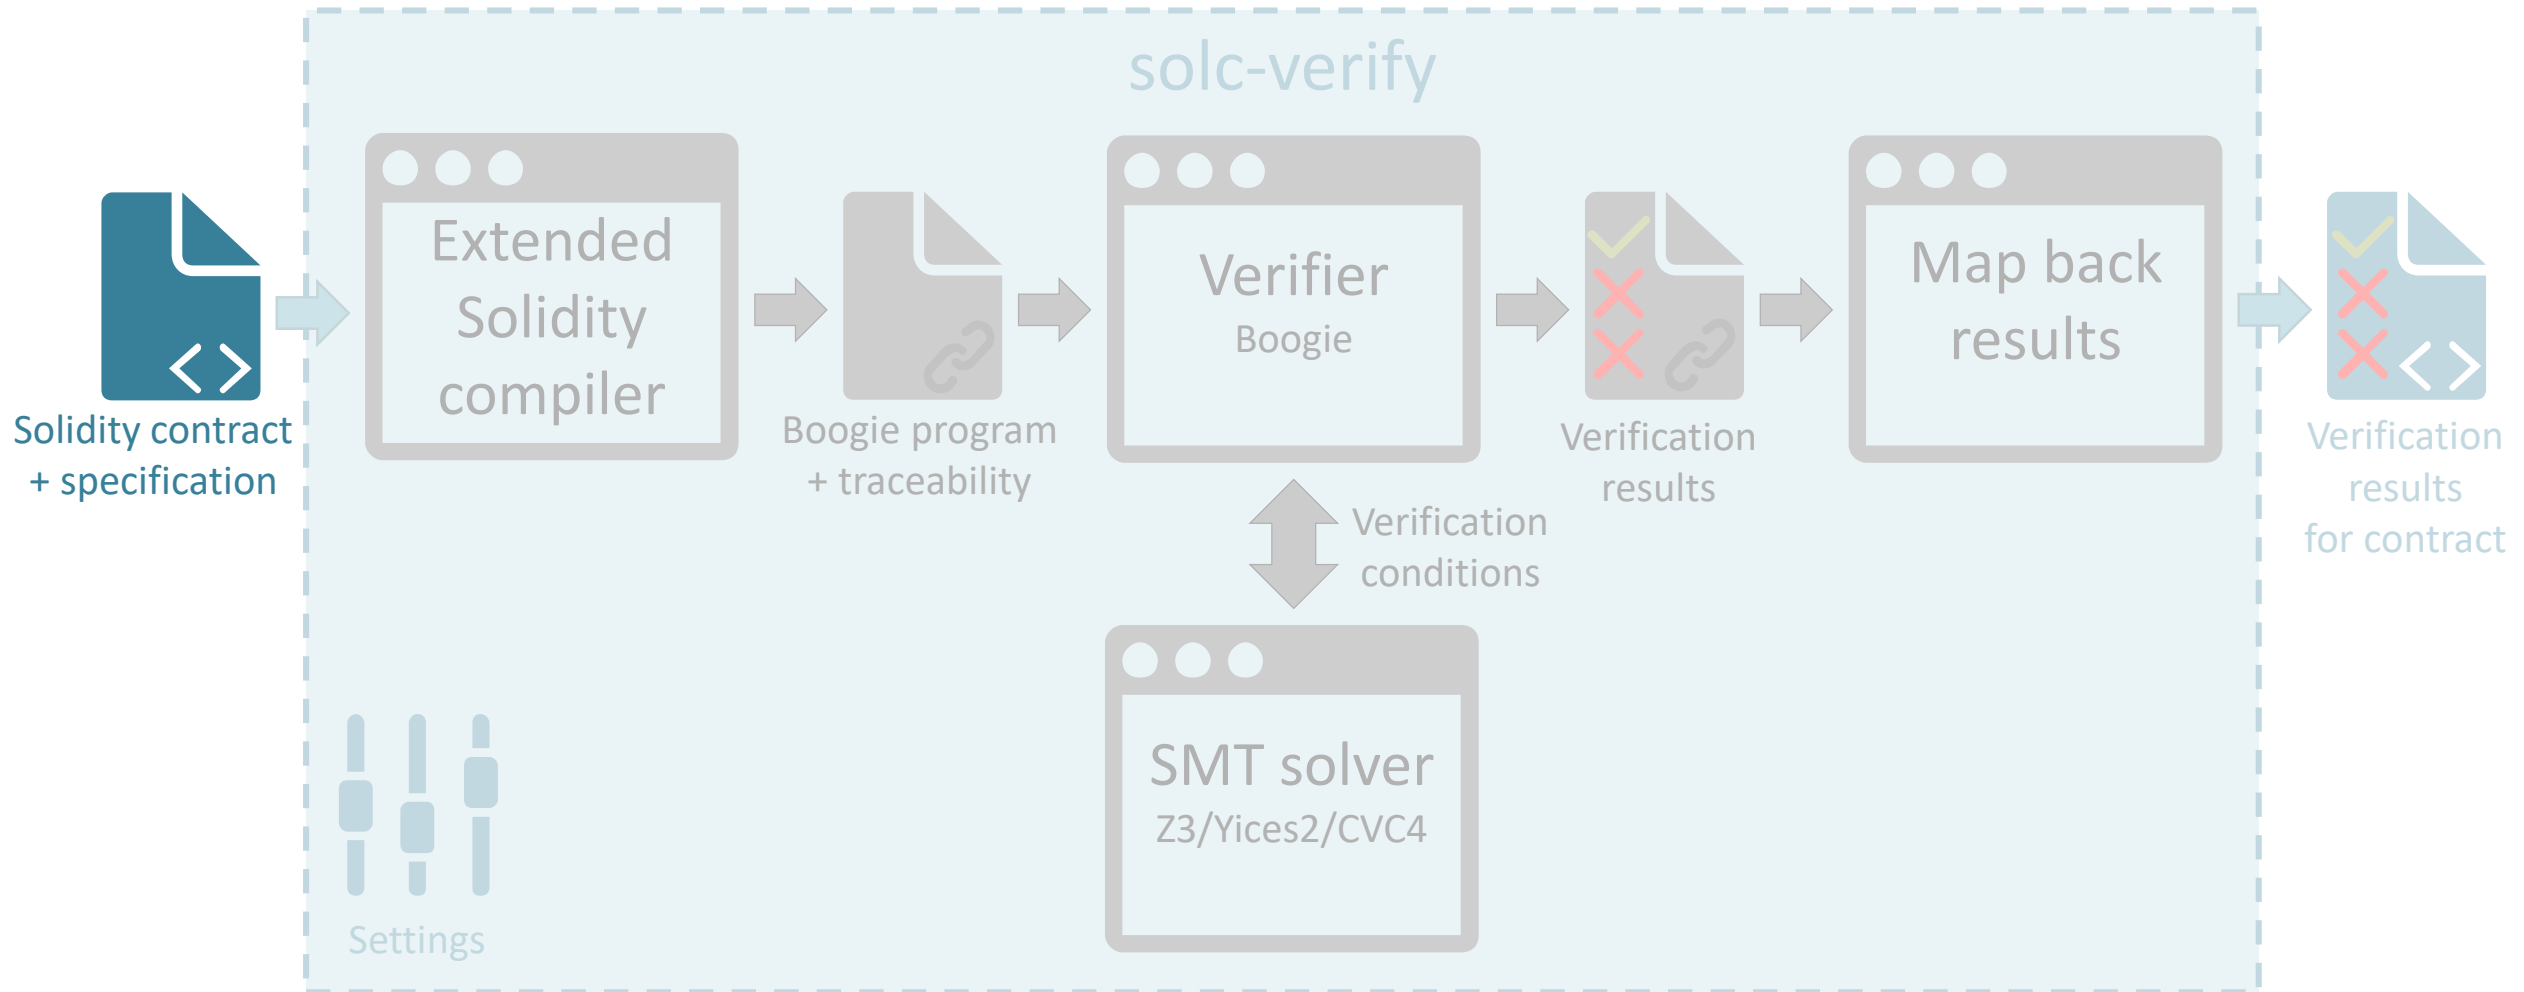 solc-verify
Solidity contract
+ specification
Extended
Solidity
compiler
Boogie program
+ traceability
Verifier
Boogie
Verification
conditions
SMT solver
Z3/Yices2/CVC4
Verification
results
Map back
results
Verification
results
for contract
Settings